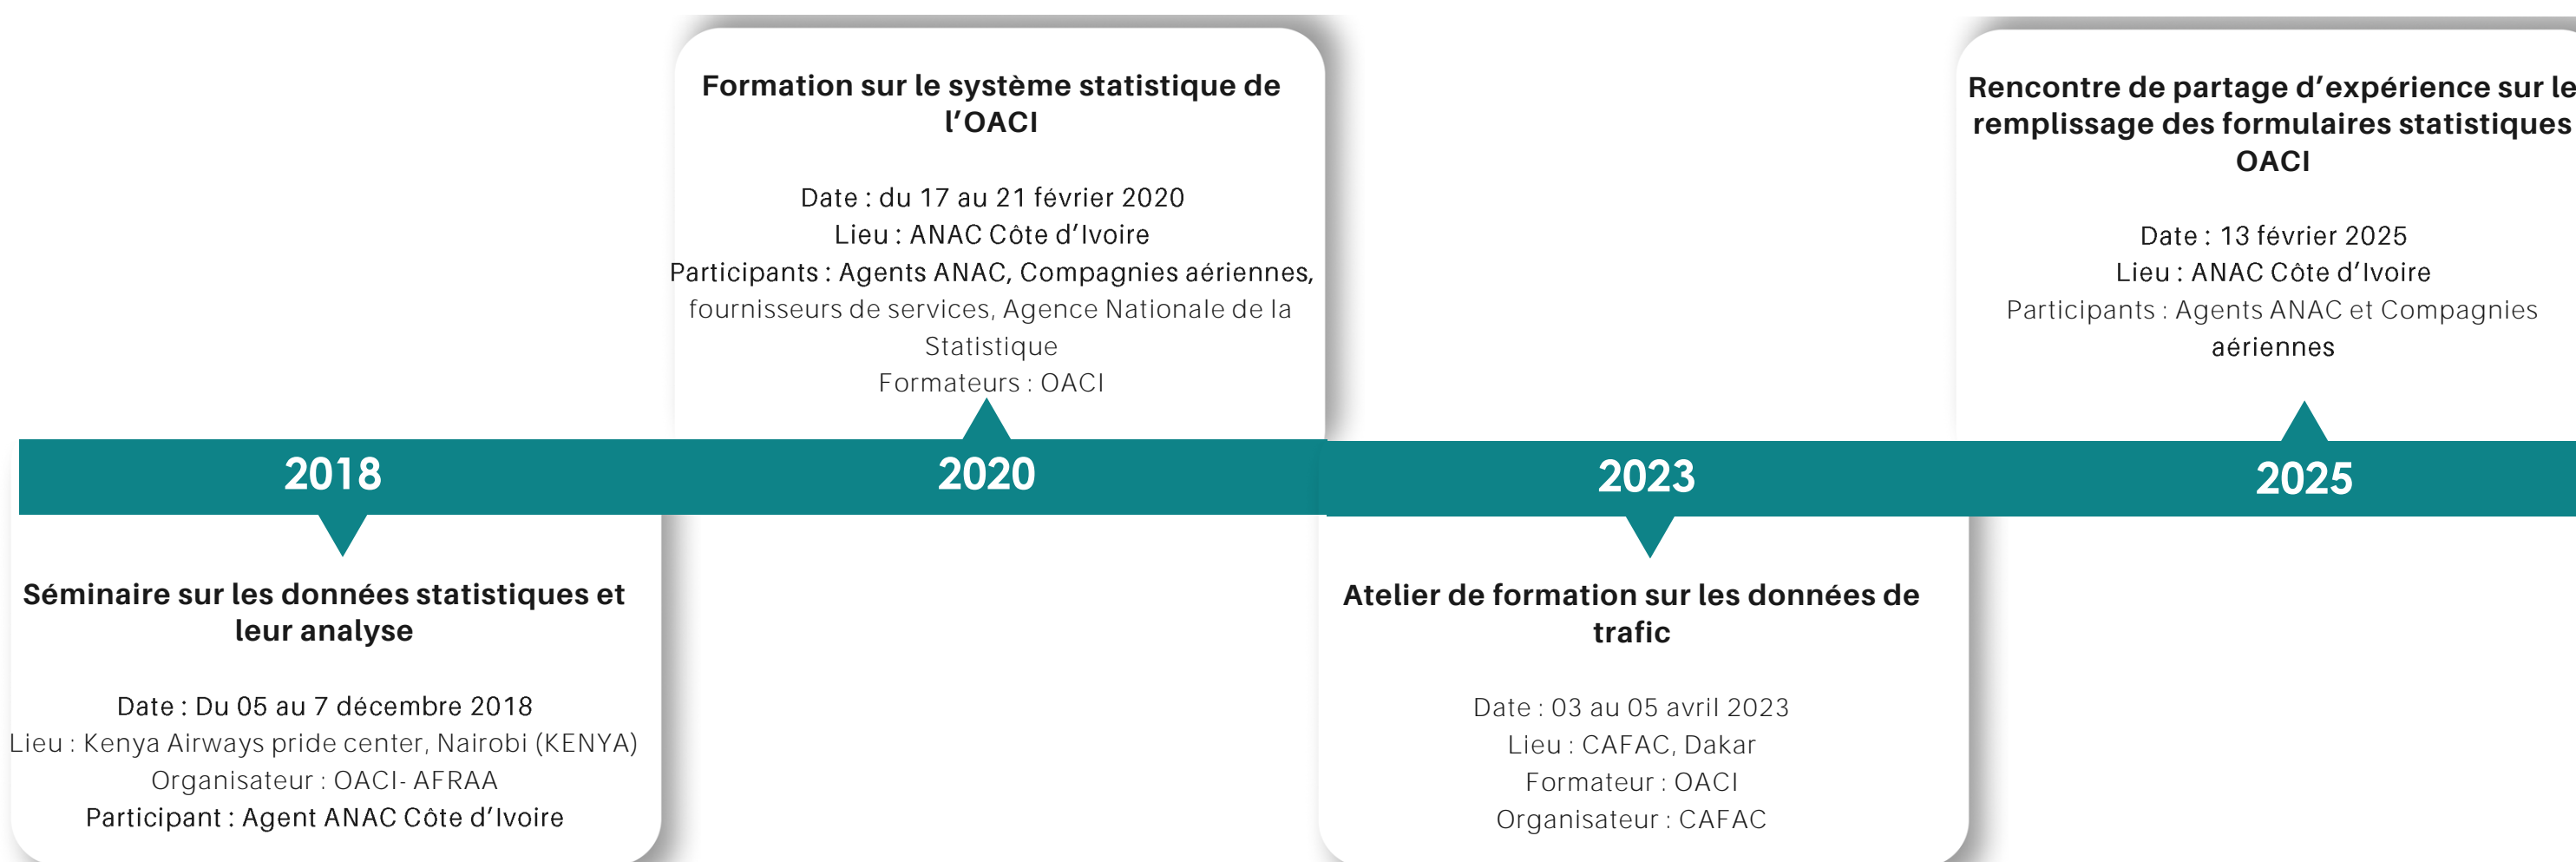 Formation sur le système statistique de
l’OACI
Date : du 17 au 21 février 2020
Lieu : ANAC Côte d’Ivoire
Participants : Agents ANAC, Compagnies aériennes,
fournisseurs de services, Agence Nationale de la
Statistique
Formateurs : OACI
Rencontre de partage d’expérience sur le
remplissage des formulaires statistiques
OACI
Date : 13 février 2025
Lieu : ANAC Côte d’Ivoire
Participants : Agents ANAC et Compagnies
aériennes
2018
2020
2023
2025
Séminaire sur les données statistiques et
leur analyse
Date : Du 05 au 7 décembre 2018
Lieu : Kenya Airways pride center, Nairobi (KENYA)
Organisateur : OACI- AFRAA
Participant : Agent ANAC Côte d’Ivoire
Atelier de formation sur les données de
trafic
Date : 03 au 05 avril 2023
Lieu : CAFAC, Dakar
Formateur : OACI
Organisateur : CAFAC